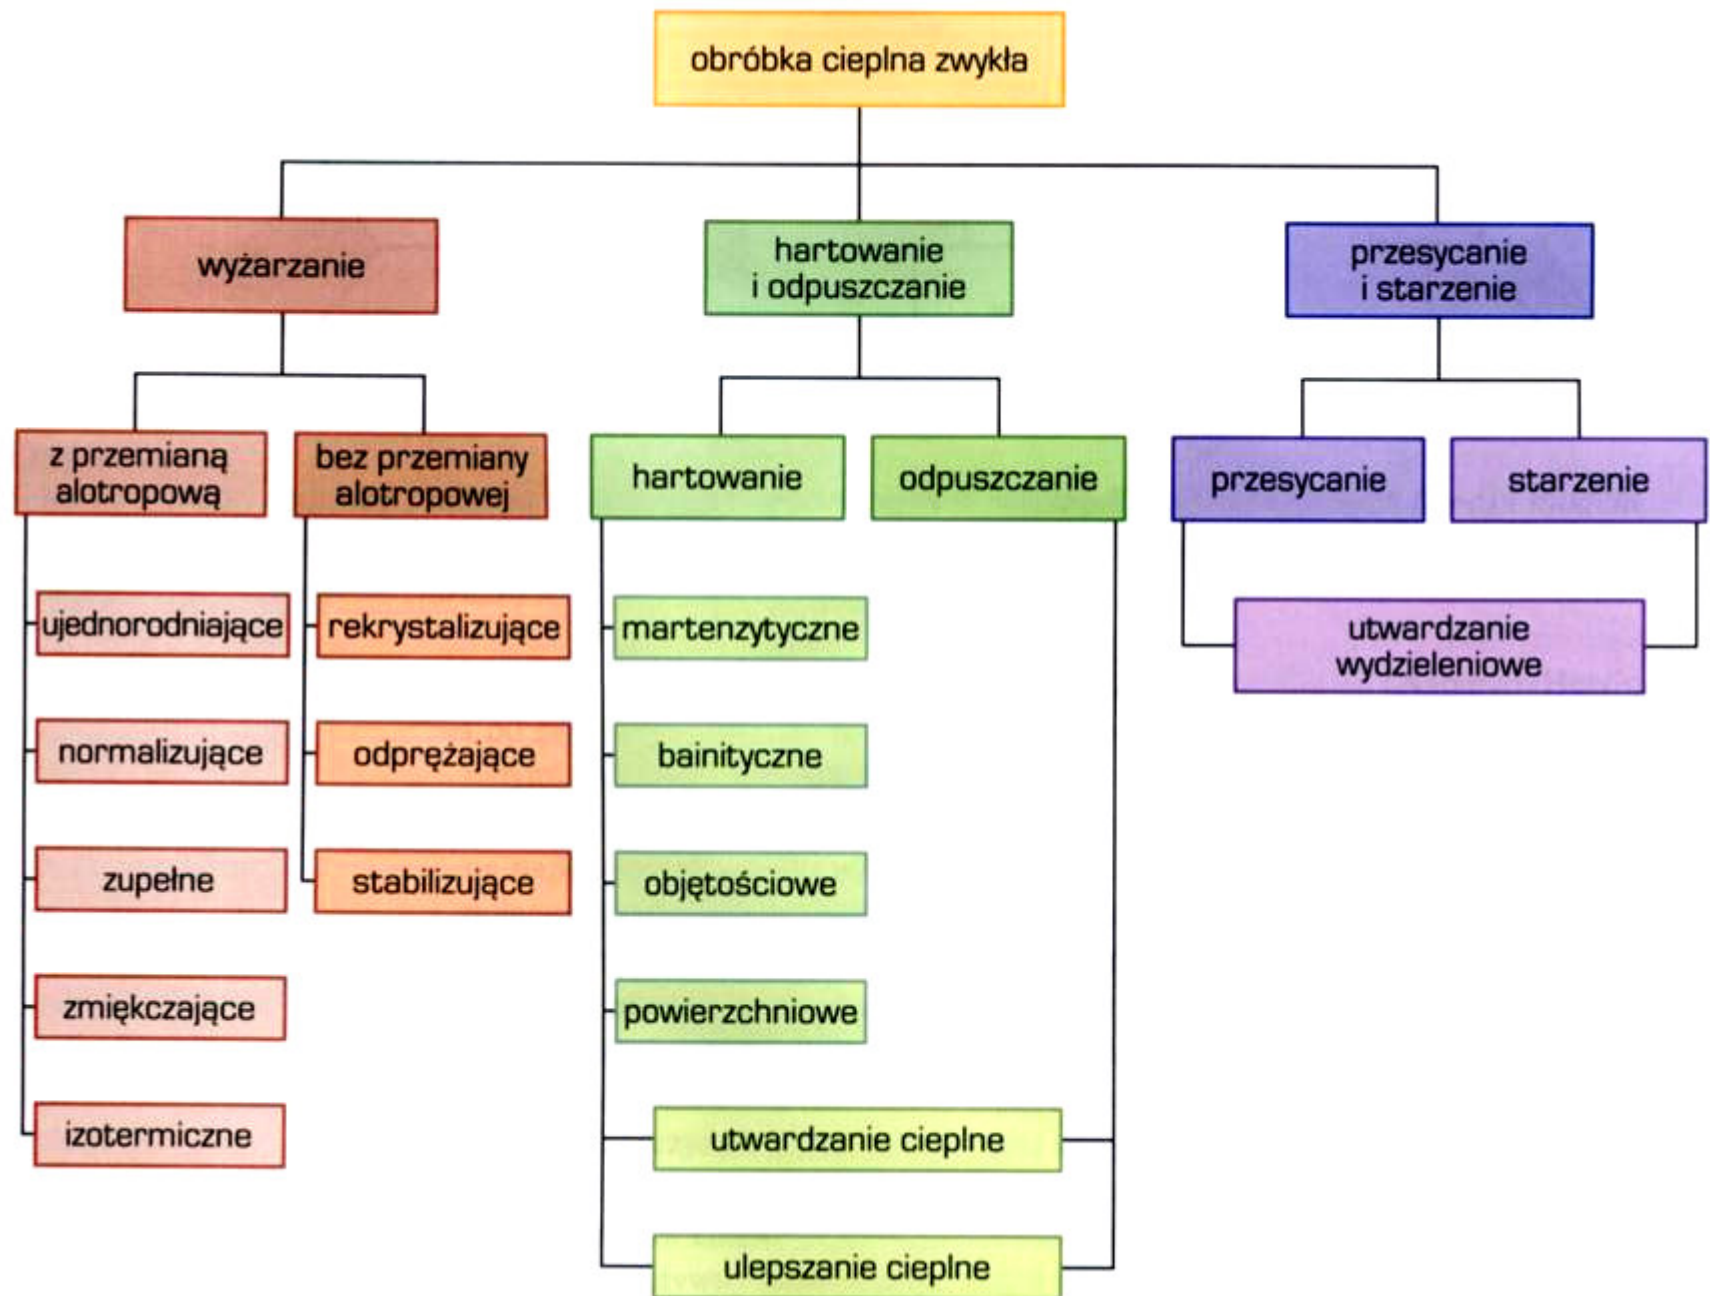 obróbka cieplna zwykła
wyżarzanie
hartowanie
i odpuszczanie
przesycanie
i starzenie
z przemianą
alotropową
bez przemiany
alotropowej
hartowanie
odpuszczanie
przesycanie
starzenie
ujednorodniające
rekrystalizujące
martenzytyczne
utwardzanie
wydzieleniowe
normalizujące
odprężające
bainityczne
zupełne
stabilizujące
objętościowe
zmiękczające
powierzchniowe
izotermiczne
utwardzanie cieplne
ulepszanie cieplne